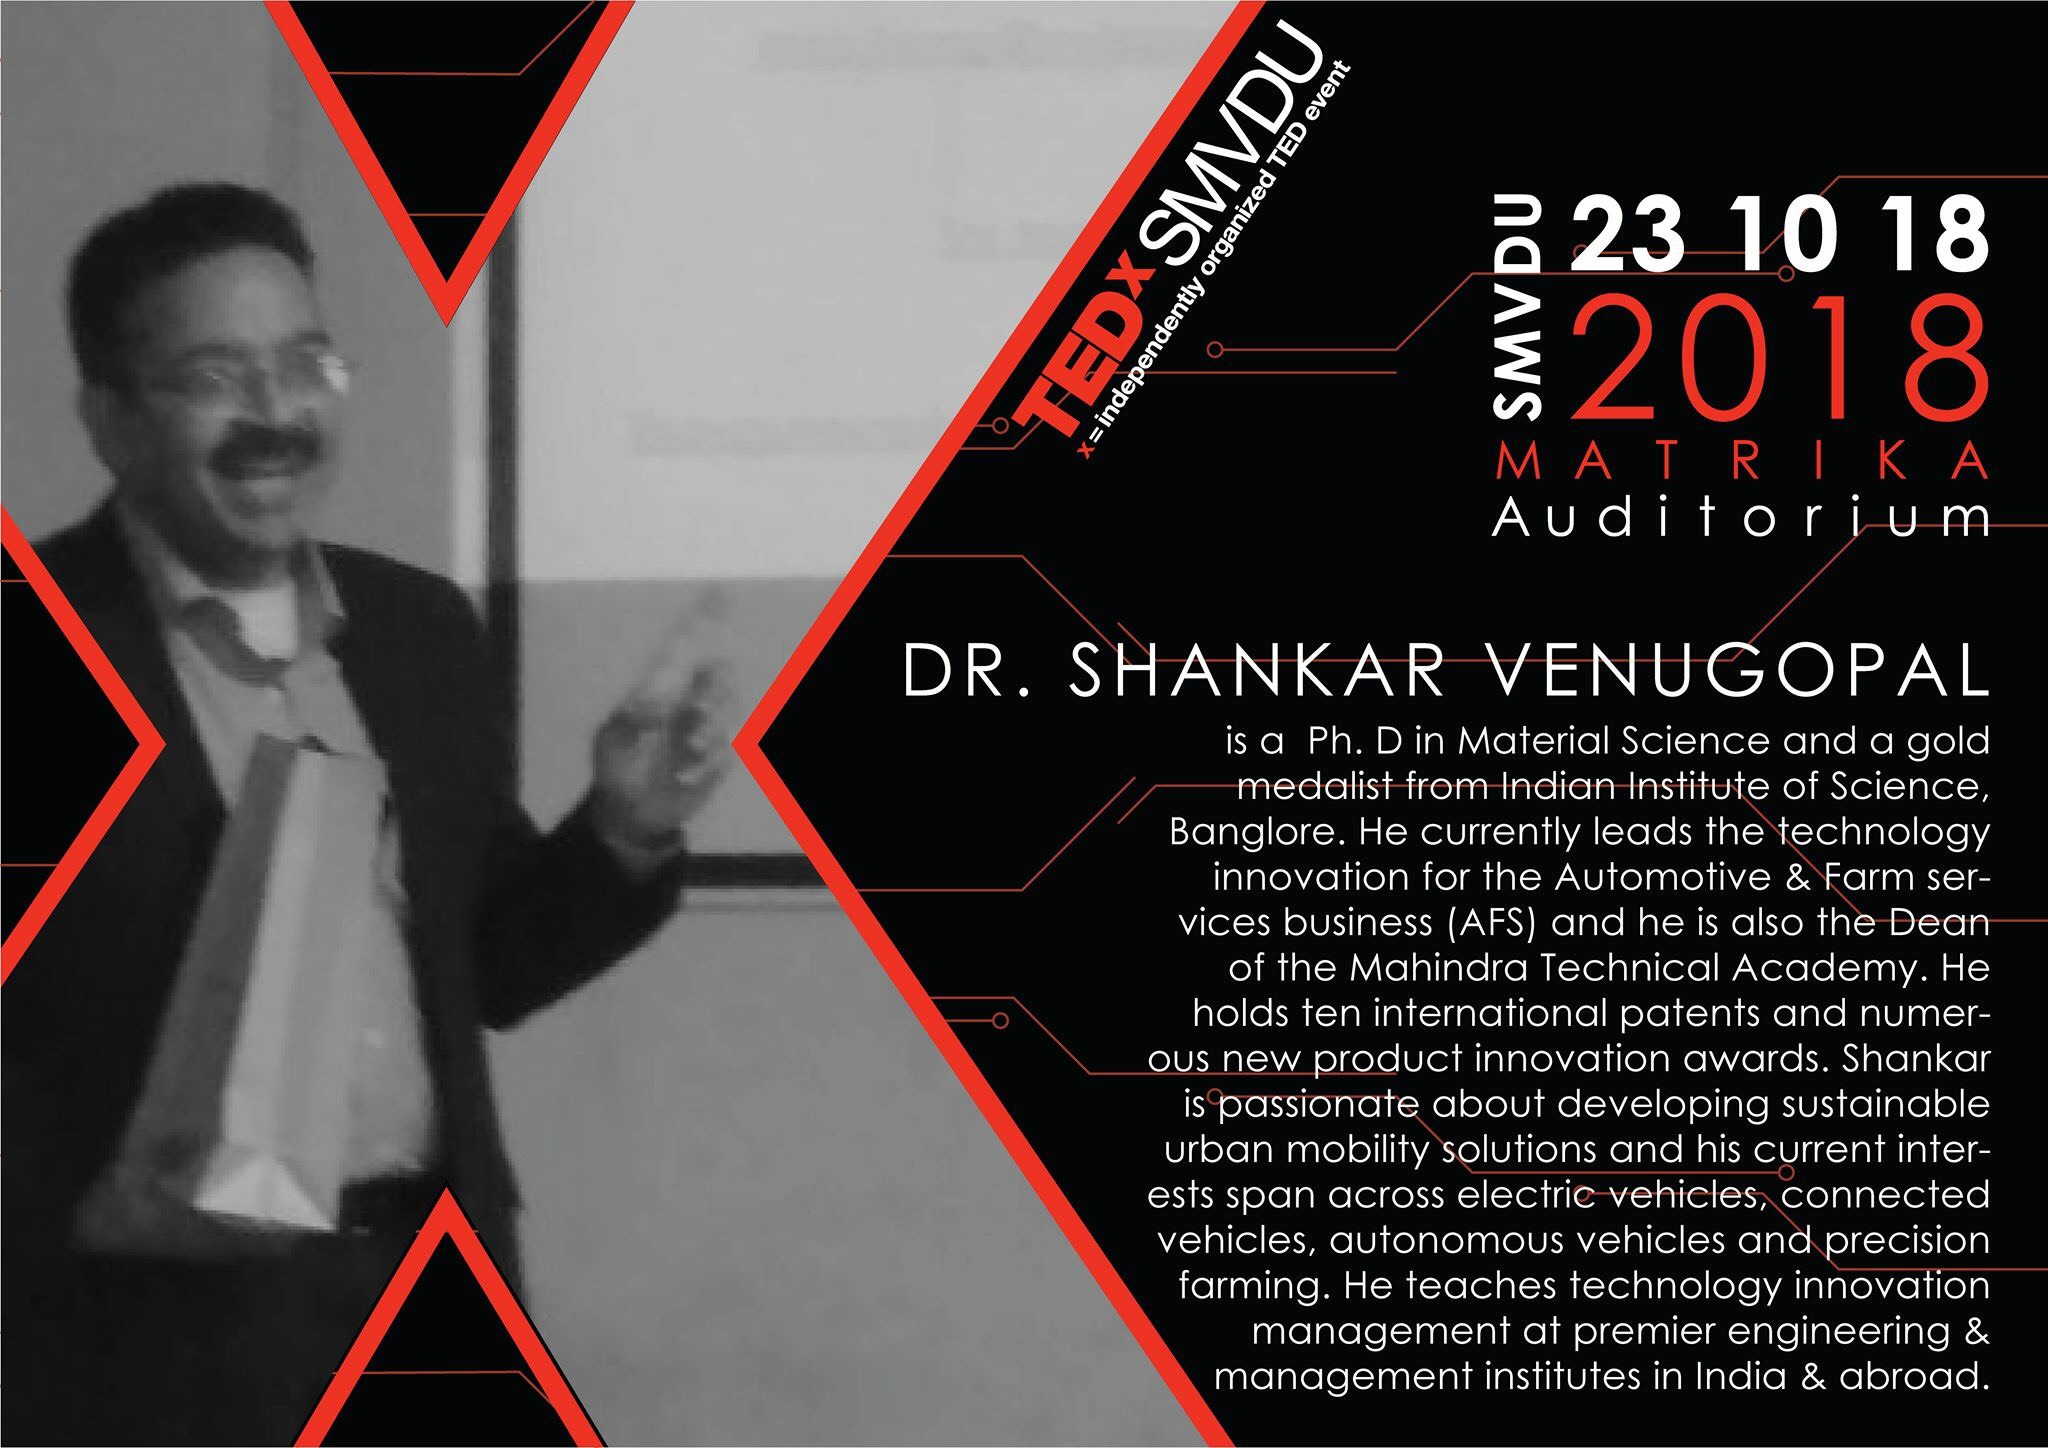 TEDx SMVDU
x = independently organized TED event
SMVDU
23 10 18
2018
MATRIKA
Auditorium
DR. SHANKAR VENUGOPAL
is a  Ph. D in Material Science and a gold
medalist from Indian Institute of Science,
Banglore. He currently leads the technology
innovation for the Automotive & Farm ser-
vices business (AFS) and he is also the Dean
of the Mahindra Technical Academy. He
holds ten international patents and numer-
ous new product innovation awards. Shankar
is passionate about developing sustainable
urban mobility solutions and his current inter-
ests span across electric vehicles, connected
vehicles, autonomous vehicles and precision
farming. He teaches technology innovation
management at premier engineering &
management institutes in India & abroad.